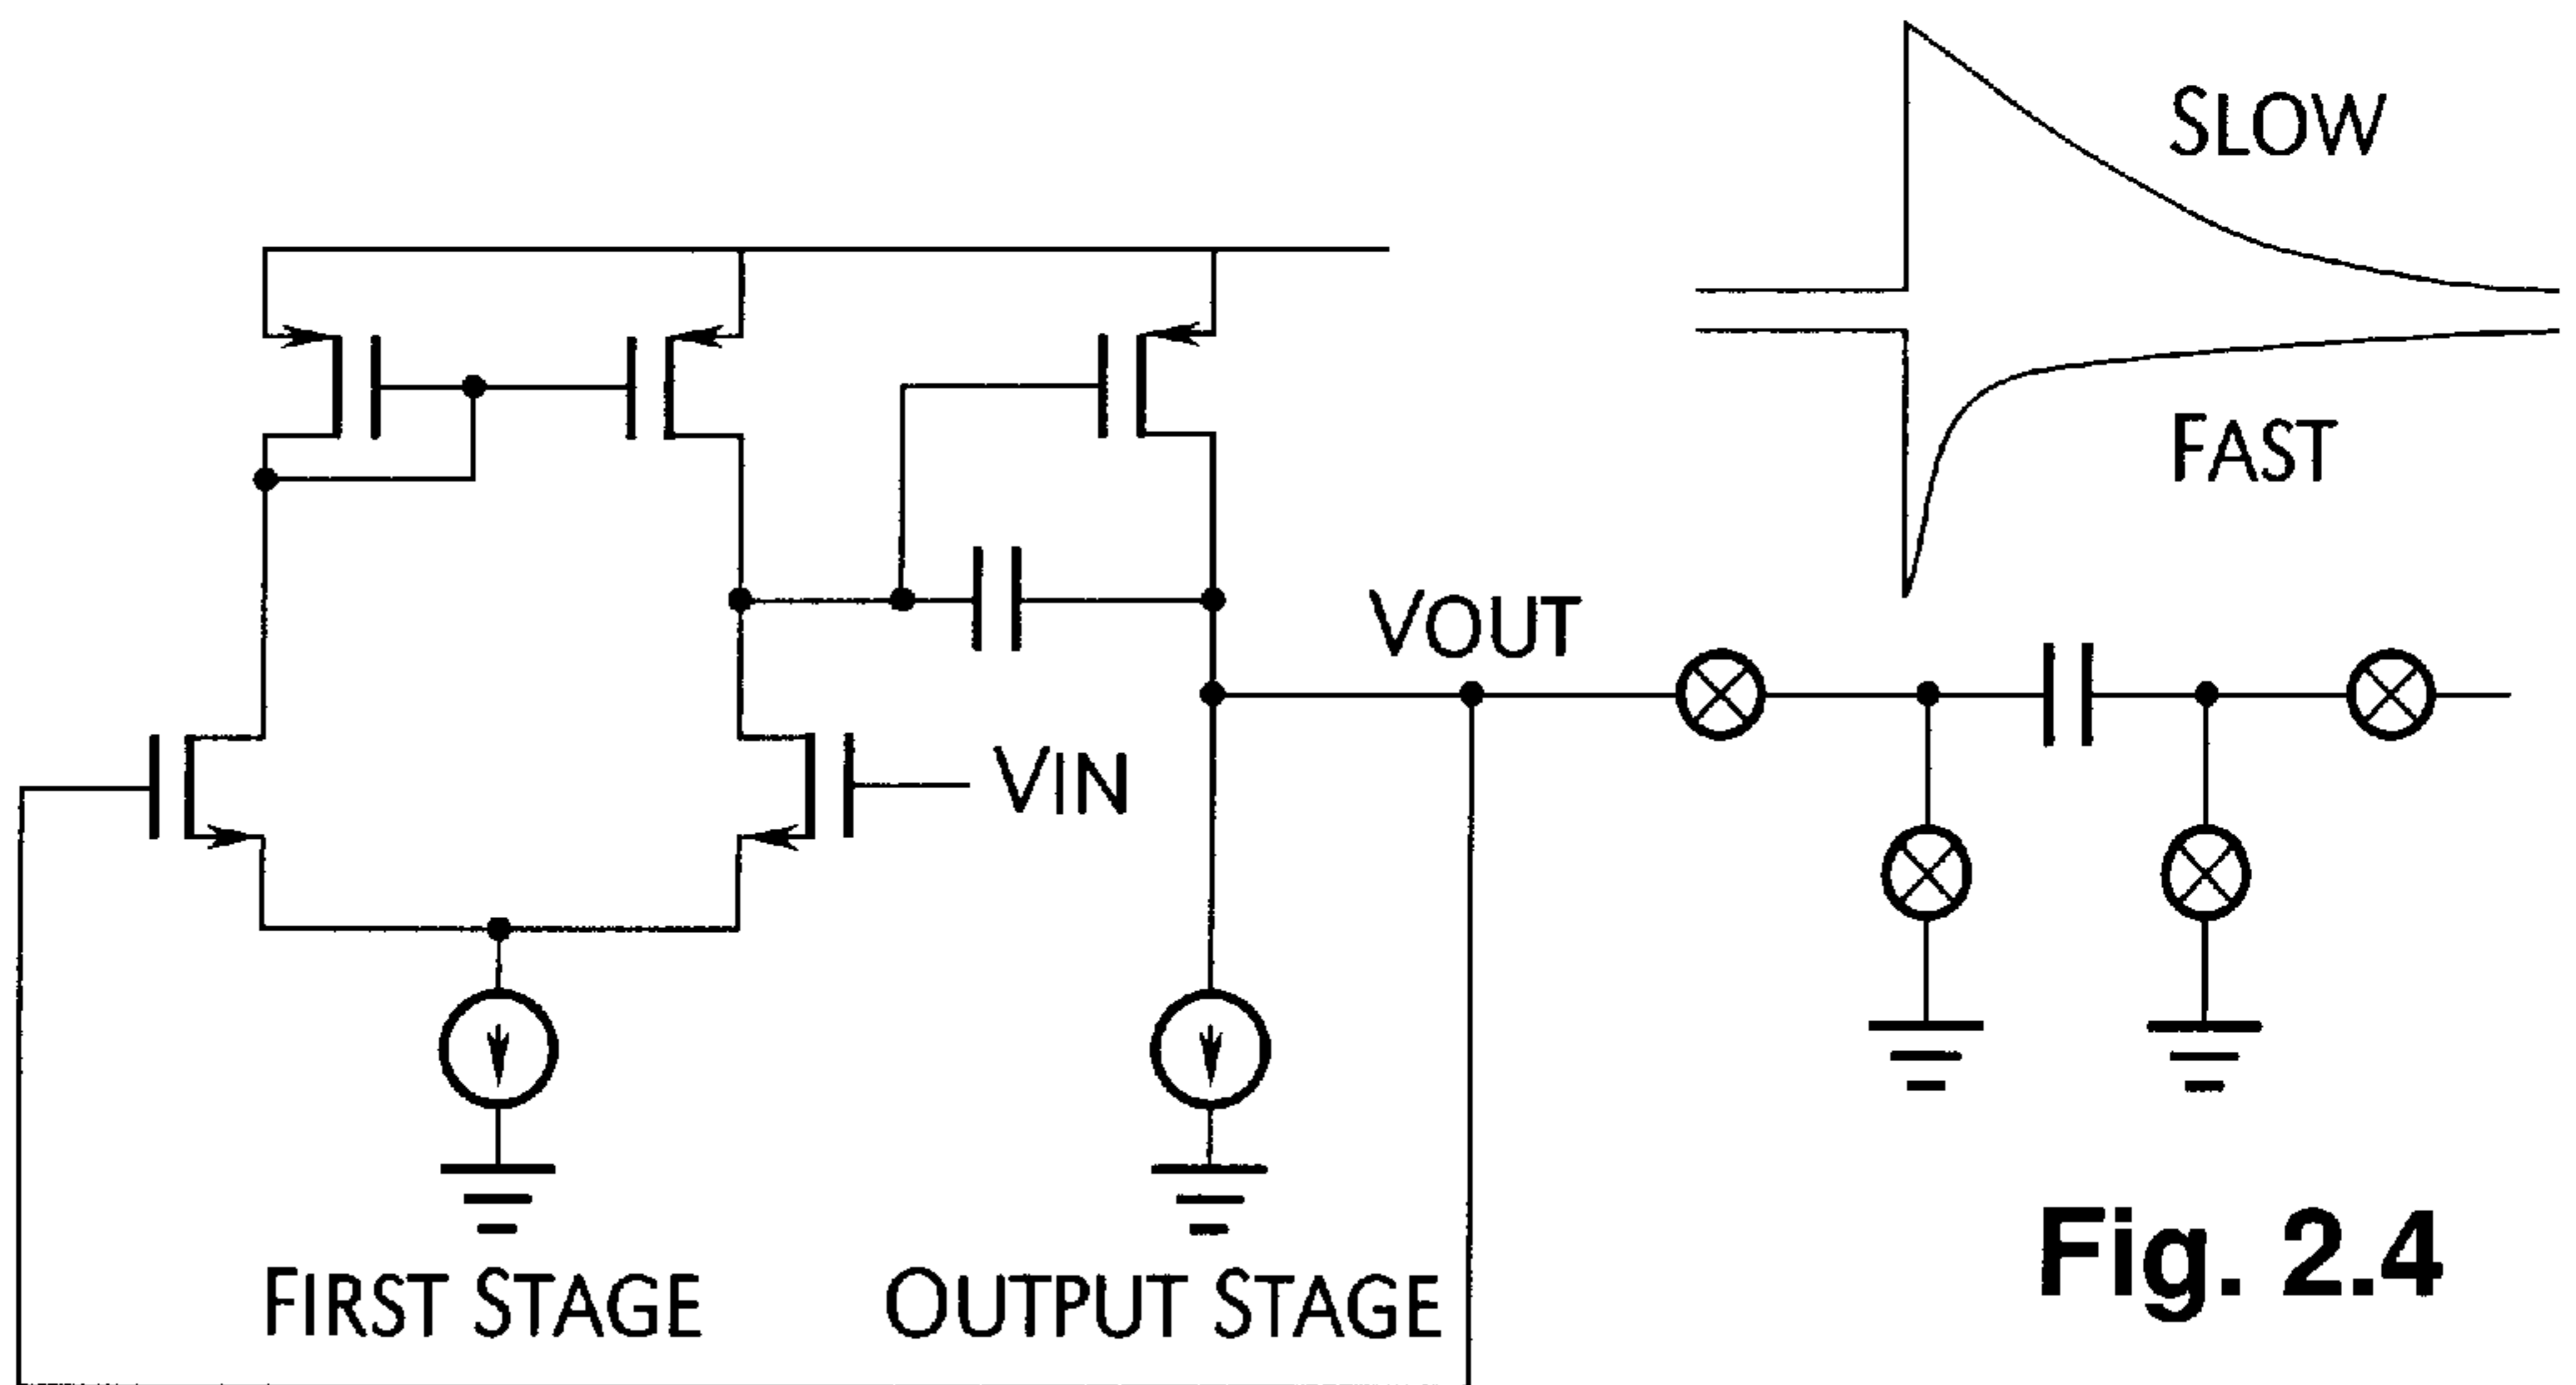 SLOW
FAST
VOUT
VIN
FIRST STAGE
OUTPUT STAGE
Fig. 2.4